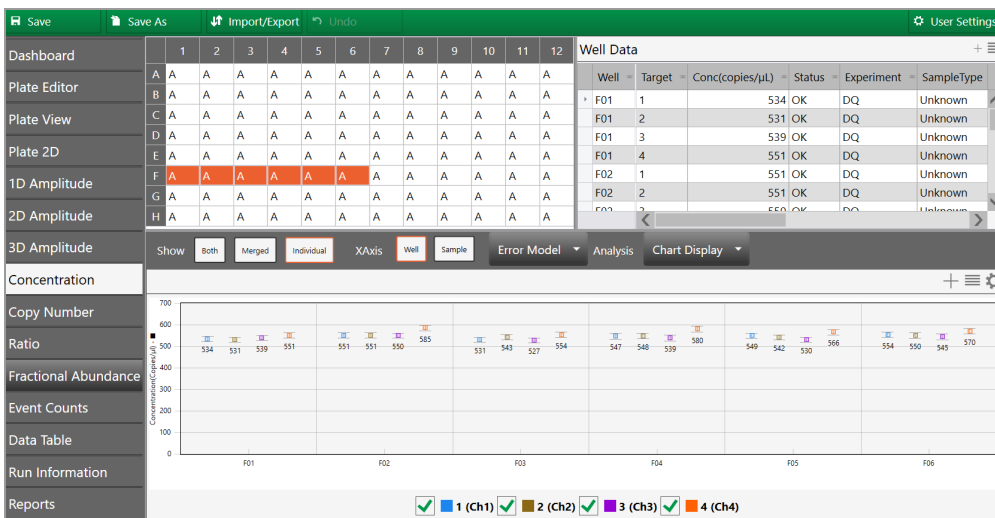 Save Save As Import/Export Undo User Settings
Dashboard
Plate Editor
Plate View
Plate 2D
1D Amplitude
2D Amplitude
3D Amplitude
Concentration
Copy Number
Ratio
Fractional Abundance
Event Counts
Data Table
Run Information
Reports
1 2 3 4 5 6 7 8 9 10 11 12
A A A A A A A A A A A A A
B A A A A A A A A A A A A
C A A A A A A A A A A A A
D A A A A A A A A A A A A
E A A A A A A A A A A A A
F A A A A A A A A A A A A
G A A A A A A A A A A A A
H A A A A A A A A A A A A
Well Data
Well Target Conc(copies/µL) Status Experiment SampleType
F01 1 534 OK DQ Unknown
F01 2 531 OK DQ Unknown
F01 3 539 OK DQ Unknown
F01 4 551 OK DQ Unknown
F02 1 551 OK DQ Unknown
F02 2 551 OK DQ Unknown
F02 3 550 OK DQ Unknown
Show Both Merged Individual XAxis Well Sample Error Model Analysis Chart Display
Concentration(Copies/µl)
700
600
500
400
300
200
100
0
534 531 539 551 551 551 550 585 531 543 527 554 547 548 539 580 549 542 530 566 554 550 545 570
F01 F02 F03 F04 F05 F06
1 (Ch1) 2 (Ch2) 3 (Ch3) 4 (Ch4)